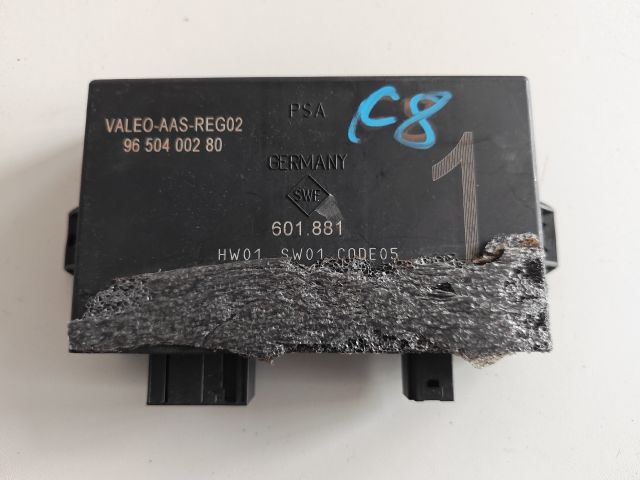 PSA
C8
VALEO-AAS-REG02
96 504 002 80
1
GERMANY
SWE
601.881
HW01 SW01 CODE05